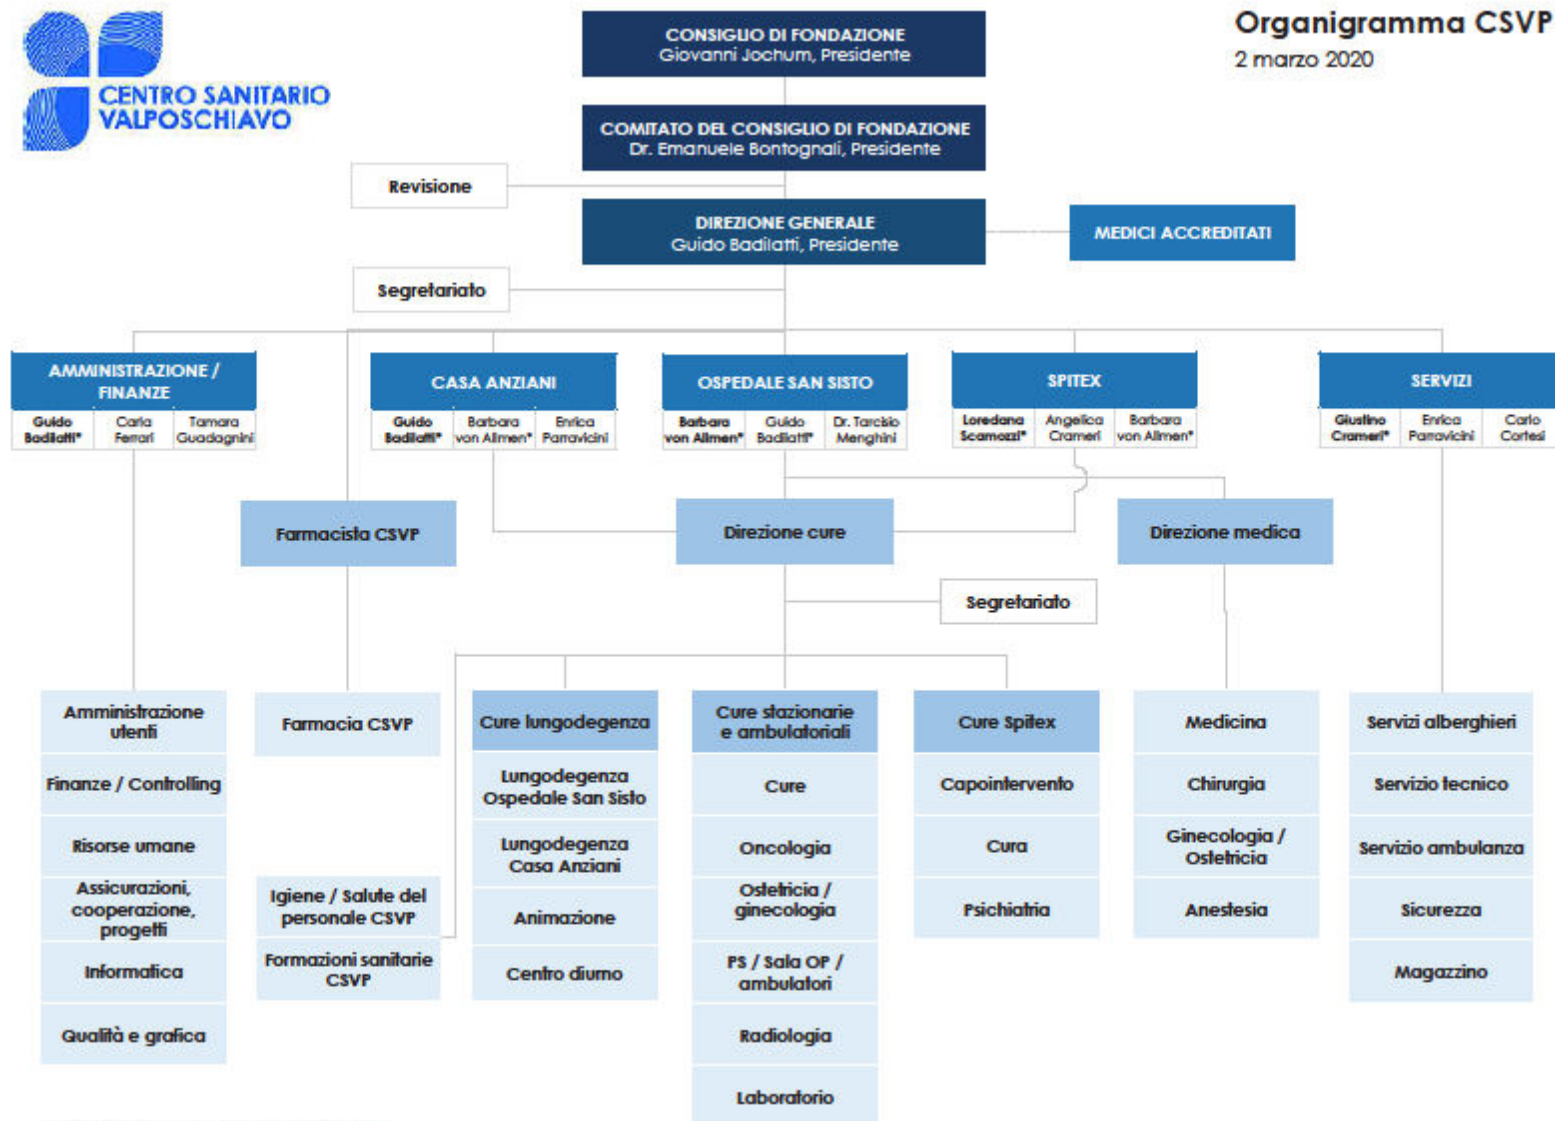 CENTRO SANITARIO
VALPOSCHIAVO
Organigramma CSVP
2 marzo 2020
CONSIGLIO DI FONDAZIONE
Giovanni Jochum, Presidente
COMITATO DEL CONSIGLIO DI FONDAZIONE
Dr. Emanuele Bontognali, Presidente
Revisione
DIREZIONE GENERALE
Guido Badilatti, Presidente
MEDICI ACCREDITATI
Segretariato
AMMINISTRAZIONE /
FINANZE
Guido
Badilatti*
Carla
Ferrari
Tamara
Guadagnini
CASA ANZIANI
Guido
Badilatti*
Barbara
von Allmen*
Enrica
Parravicini
OSPEDALE SAN SISTO
Barbara
von Allmen*
Guido
Badilatti*
Dr. Tarcisio
Menghini
SPITEX
Loredana
Scamozzi*
Angelica
Crameri
Barbara
von Allmen*
SERVIZI
Giustino
Crameri*
Enrica
Parravicini
Carlo
Cortesi
Farmacista CSVP
Direzione cure
Direzione medica
Segretariato
Amministrazione
utenti
Finanze / Controlling
Risorse umane
Assicurazioni,
cooperazione,
progetti
Informatica
Qualità e grafica
Farmacia CSVP
Igiene / Salute del
personale CSVP
Formazioni sanitarie
CSVP
Cure lungodegenza
Lungodegenza
Ospedale San Sisto
Lungodegenza
Casa Anziani
Animazione
Centro diurno
Cure stazionarie
e ambulatoriali
Cure
Oncologia
Ostetricia /
ginecologia
PS / Sala OP /
ambulatori
Radiologia
Laboratorio
Cure Spitex
Capointervento
Cura
Psichiatria
Medicina
Chirurgia
Ginecologia /
Ostetricia
Anestesia
Servizi alberghieri
Servizio tecnico
Servizio ambulanza
Sicurezza
Magazzino